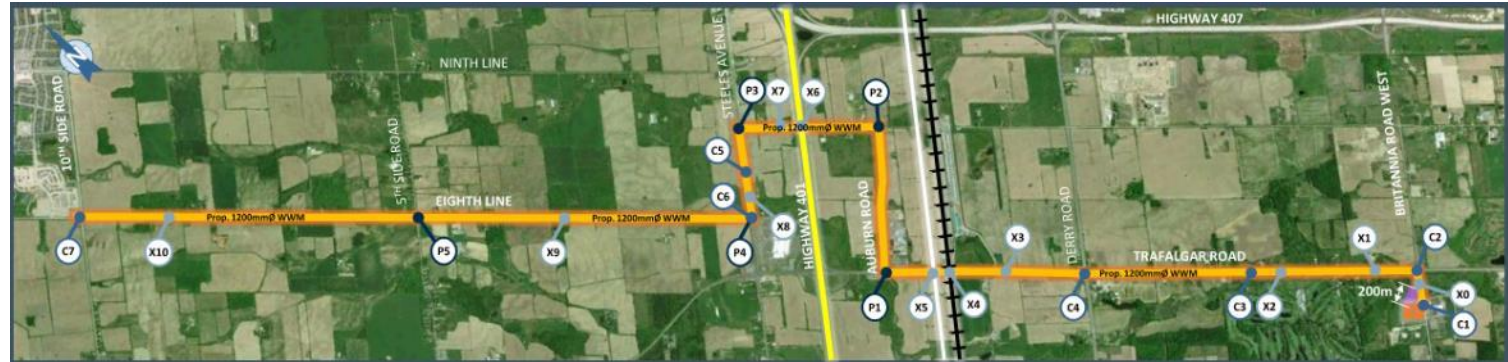 HIGHWAY 407
STEELES AVENUE
N
NINTH LINE
BRITANNIA ROAD WEST
10TH SIDE ROAD
P3
X7
X6
P2
Prop. 1200mmØ WWM
5TH SIDE ROAD
C5
HIGHWAY 401
AUBURN ROAD
DERRY ROAD
EIGHTH LINE
C6
Prop. 1200mmØ WWM
Prop. 1200mmØ WWM
X8
X3
X1
C2
C7
X10
P5
X9
P4
TRAFALGAR ROAD
Prop. 1200mmØ WWM
P1
X5
X4
C4
C3
X2
200m
X0
C1